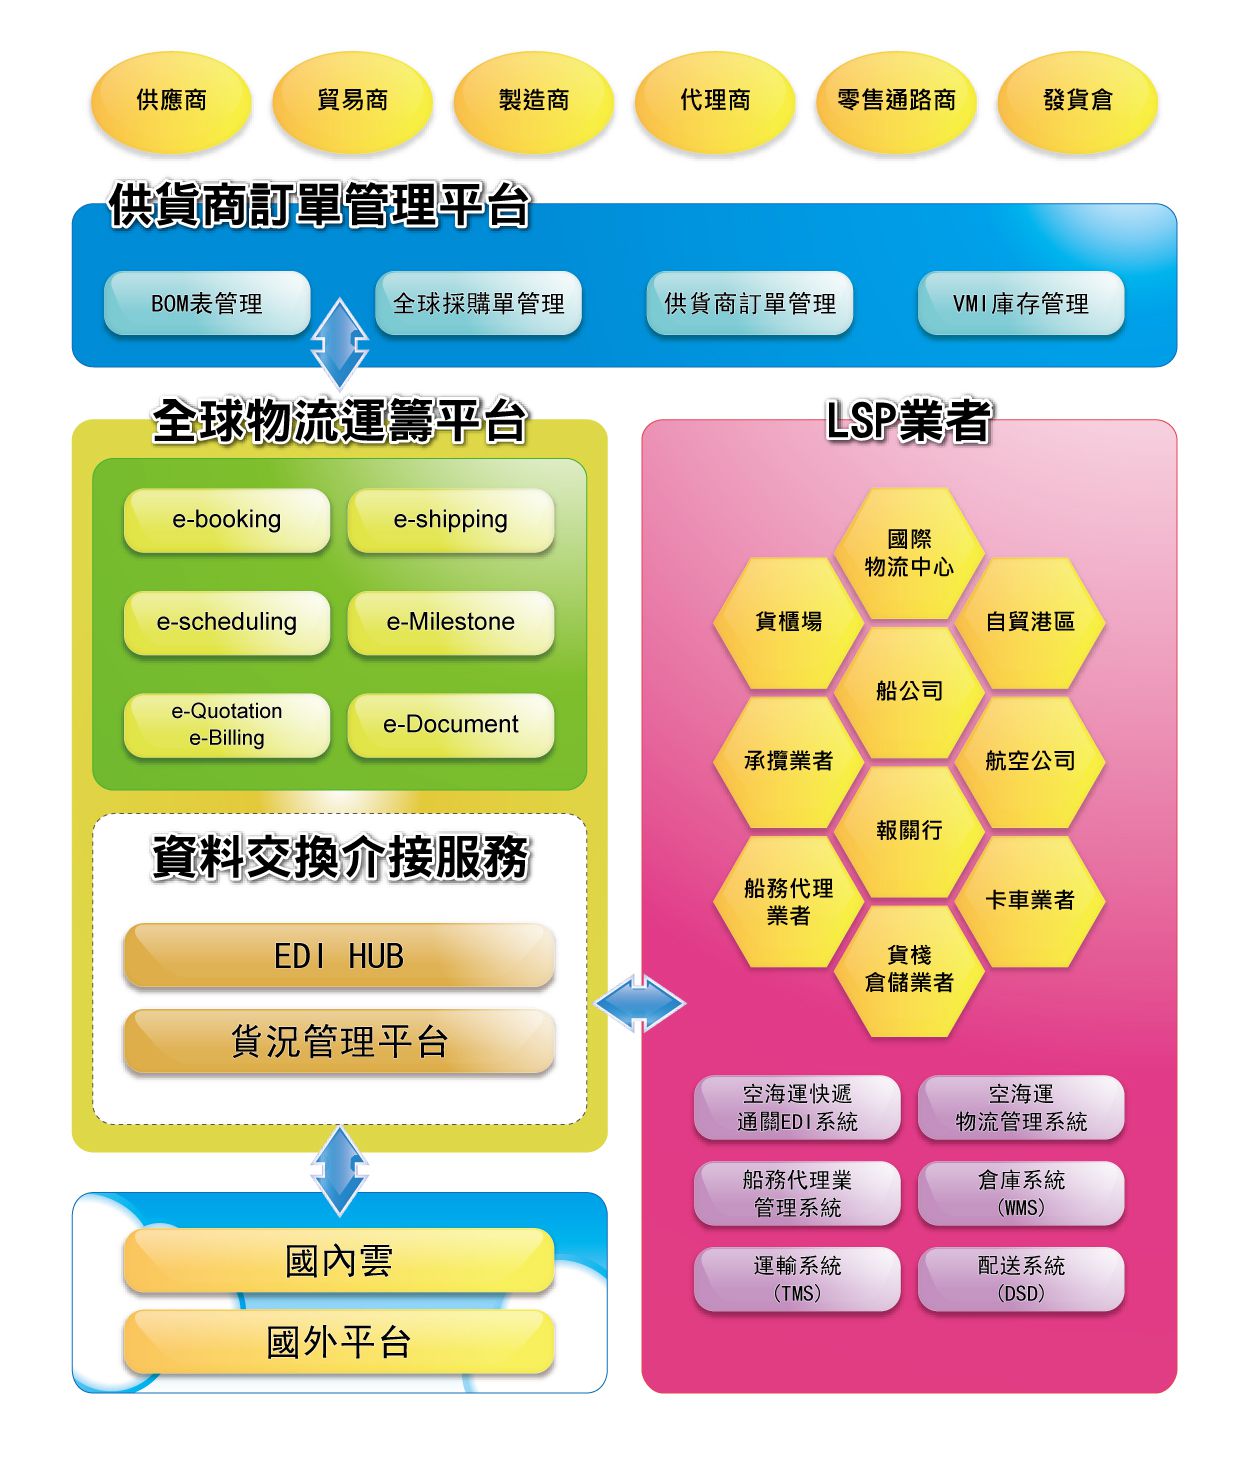 供應商
貿易商
製造商
代理商
零售通路商
發貨倉
供貨商訂單管理平台
BOM表管理
全球採購單管理
供貨商訂單管理
VMI庫存管理
全球物流運籌平台
e-booking
e-shipping
e-scheduling
e-Milestone
e-Quotation
e-Billing
e-Document
資料交換介接服務
EDI HUB
貨況管理平台
國內雲
國外平台
LSP業者
國際
物流中心
貨櫃場
自貿港區
船公司
承攬業者
航空公司
報關行
船務代理
業者
卡車業者
貨棧
倉儲業者
空海運快遞
通關EDI系統
空海運
物流管理系統
船務代理業
管理系統
倉庫系統
(WMS)
運輸系統
(TMS)
配送系統
(DSD)